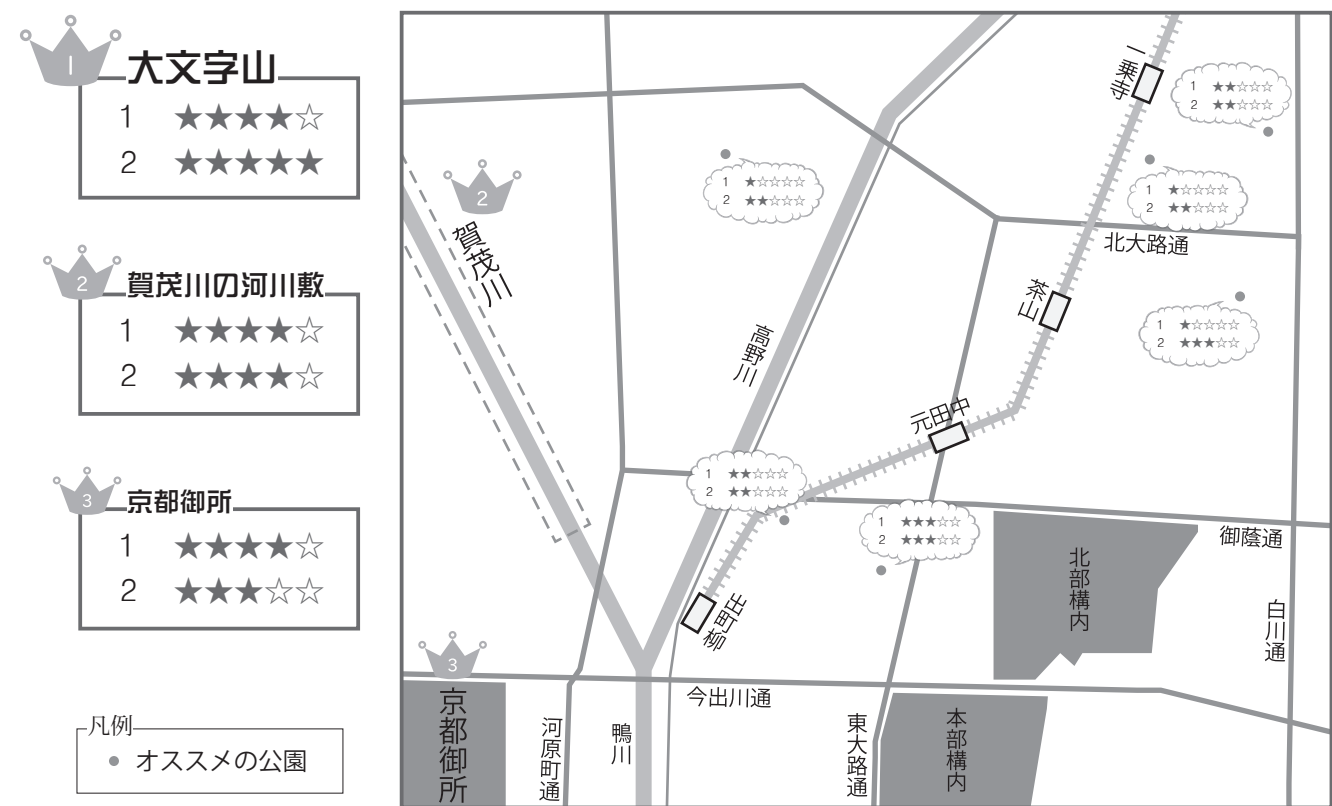 1
大文字山
1 ★★★★☆
2 ★★★★★
2
賀茂川の河川敷
1 ★★★★☆
2 ★★★★☆
3
京都御所
1 ★★★★☆
2 ★★★☆☆
凡例
オススメの公園
一乗寺
1 ★★☆☆☆
2 ★★☆☆☆
2
賀茂川
1 ★☆☆☆☆
2 ★★☆☆☆
1 ★☆☆☆☆
2 ★★☆☆☆
北大路通
茶山
1 ★☆☆☆☆
2 ★★★☆☆
高野川
元田中
1 ★★☆☆☆
2 ★★☆☆☆
1 ★★★☆☆
2 ★★★☆☆
御蔭通
北部構内
出町柳
白川通
3
京都御所
今出川通
河原町通
鴨川
東大路通
本部構内